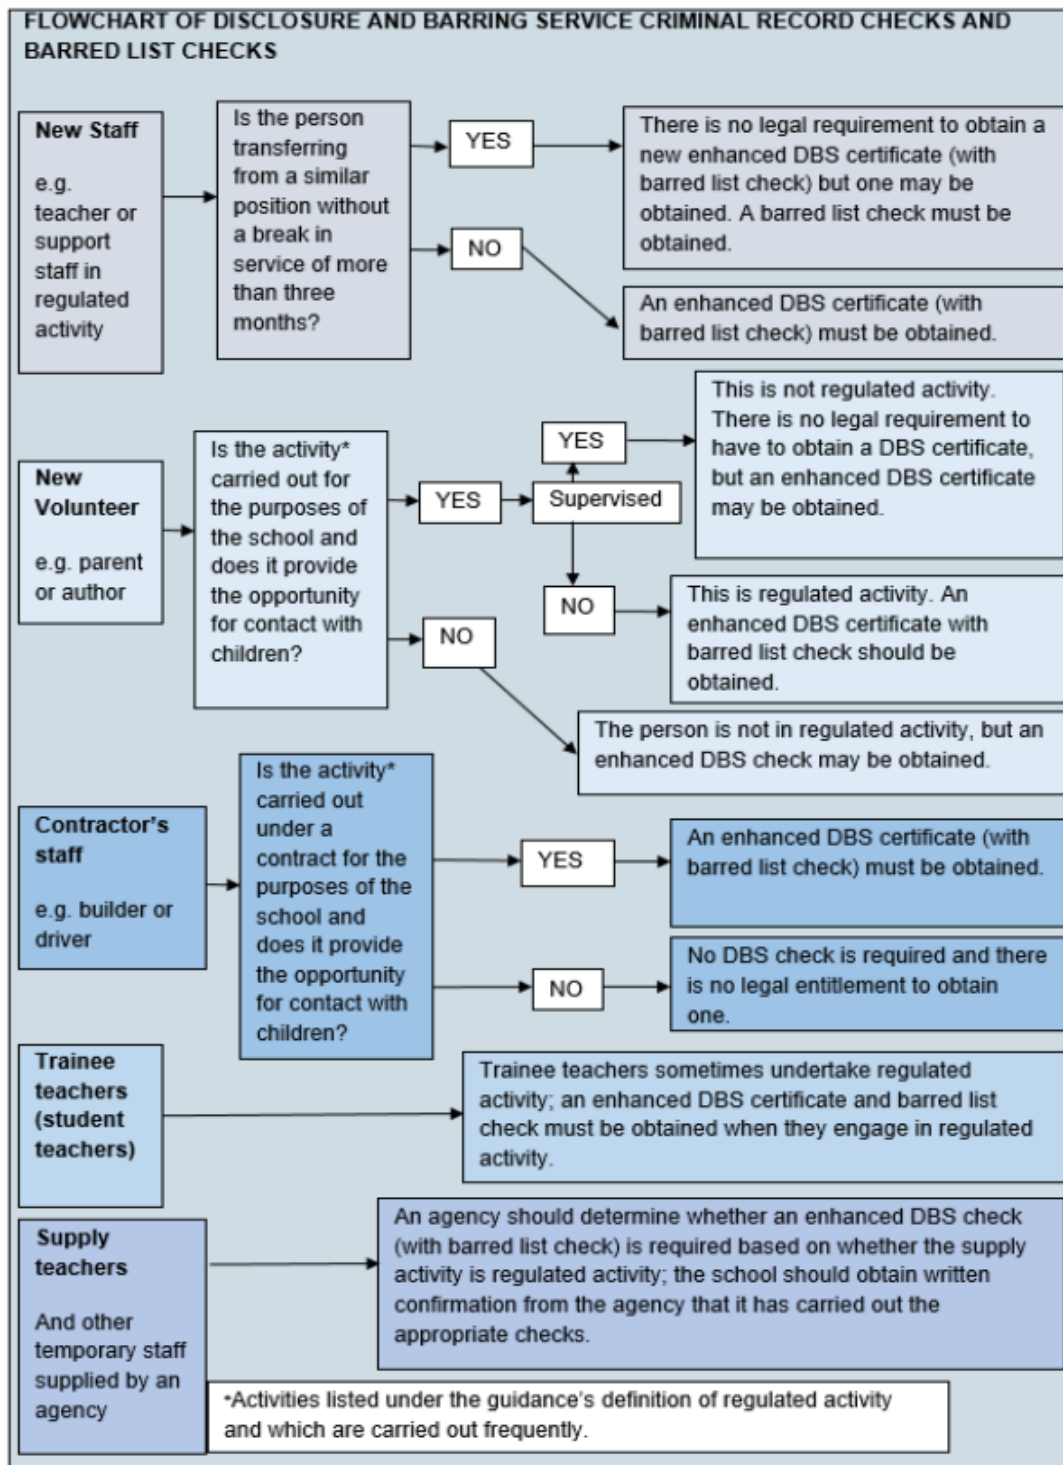 FLOWCHART OF DISCLOSURE AND BARRING SERVICE CRIMINAL RECORD CHECKS AND
BARRED LIST CHECKS
New Staff
e.g.
teacher or
support
staff in
regulated
activity
Is the person
transferring
from a similar
position without
a break in
service of more
than three
months?
YES
There is no legal requirement to obtain a
new enhanced DBS certificate (with
barred list check) but one may be
obtained. A barred list check must be
obtained.
NO
An enhanced DBS certificate (with
barred list check) must be obtained.
New
Volunteer
e.g. parent
or author
Is the activity*
carried out for
the purposes of
the school and
does it provide
the opportunity
for contact with
children?
YES
Supervised
YES
This is not regulated activity.
There is no legal requirement to
have to obtain a DBS certificate,
but an enhanced DBS certificate
may be obtained.
NO
This is regulated activity. An
enhanced DBS certificate with
barred list check should be
obtained.
NO
The person is not in regulated activity, but an
enhanced DBS check may be obtained.
Contractor's
staff
e.g. builder or
driver
Is the activity*
carried out
under a
contract for the
purposes of the
school and
does it provide
the opportunity
for contact with
children?
YES
An enhanced DBS certificate (with
barred list check) must be obtained.
NO
No DBS check is required and there
is no legal entitlement to obtain
one.
Trainee
teachers
(student
teachers)
Trainee teachers sometimes undertake regulated
activity; an enhanced DBS certificate and barred list
check must be obtained when they engage in regulated
activity.
Supply
teachers
And other
temporary staff
supplied by an
agency
An agency should determine whether an enhanced DBS check
(with barred list check) is required based on whether the supply
activity is regulated activity; the school should obtain written
confirmation from the agency that it has carried out the
appropriate checks.
*Activities listed under the guidance's definition of regulated activity
and which are carried out frequently.